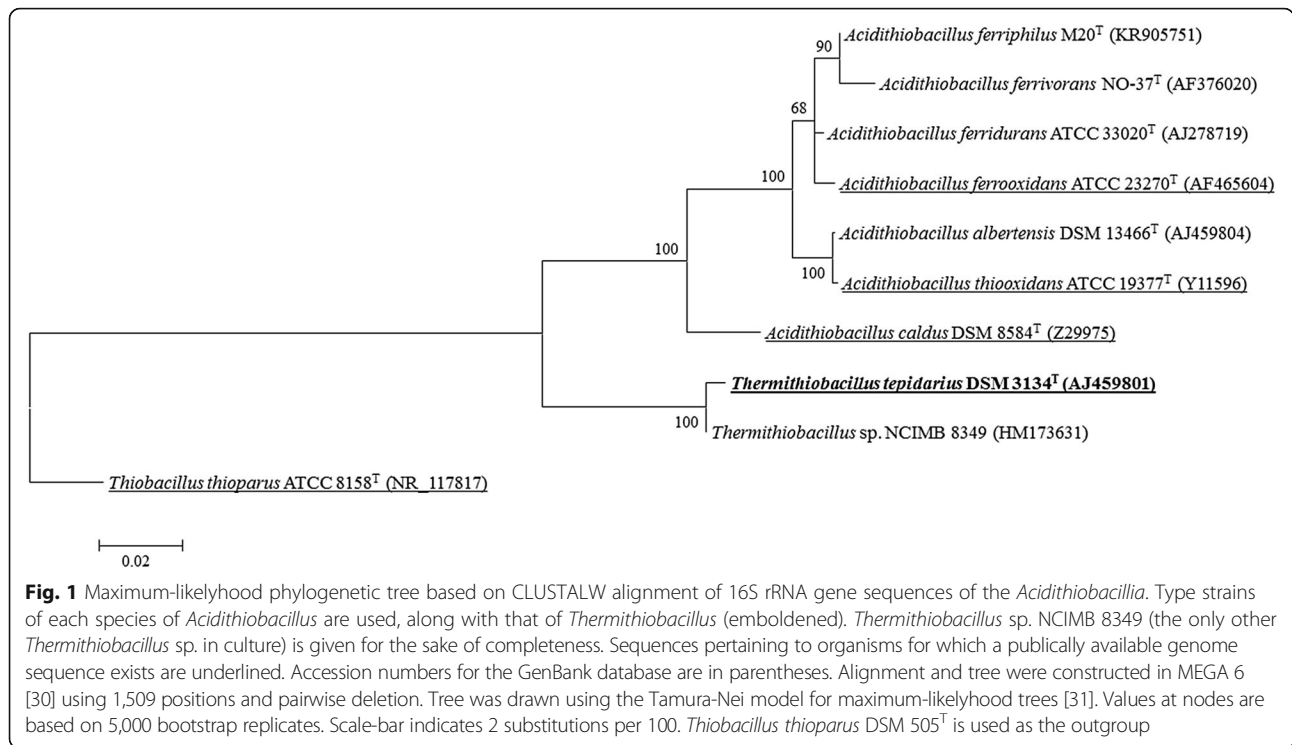 Acidithiobacillus ferriphilus M20ᵀ (KR905751)
90
Acidithiobacillus ferrivorans NO-37ᵀ (AF376020)
68
Acidithiobacillus ferridurans ATCC 33020ᵀ (AJ278719)
100
Acidithiobacillus ferrooxidans ATCC 23270ᵀ (AF465604)
Acidithiobacillus albertensis DSM 13466ᵀ (AJ459804)
100
100
Acidithiobacillus thiooxidans ATCC 19377ᵀ (Y11596)
Acidithiobacillus caldus DSM 8584ᵀ (Z29975)
Thermithiobacillus tepidarius DSM 3134ᵀ (AJ459801)
100
Thermithiobacillus sp. NCIMB 8349 (HM173631)
Thiobacillus thioparus ATCC 8158ᵀ (NR_117817)
0.02
Fig. 1 Maximum-likelyhood phylogenetic tree based on CLUSTALW alignment of 16S rRNA gene sequences of the Acidithiobacillia. Type strains
of each species of Acidithiobacillus are used, along with that of Thermithiobacillus (emboldened). Thermithiobacillus sp. NCIMB 8349 (the only other
Thermithiobacillus sp. in culture) is given for the sake of completeness. Sequences pertaining to organisms for which a publically available genome
sequence exists are underlined. Accession numbers for the GenBank database are in parentheses. Alignment and tree were constructed in MEGA 6
[30] using 1,509 positions and pairwise deletion. Tree was drawn using the Tamura-Nei model for maximum-likelyhood trees [31]. Values at nodes are
based on 5,000 bootstrap replicates. Scale-bar indicates 2 substitutions per 100. Thiobacillus thioparus DSM 505ᵀ is used as the outgroup